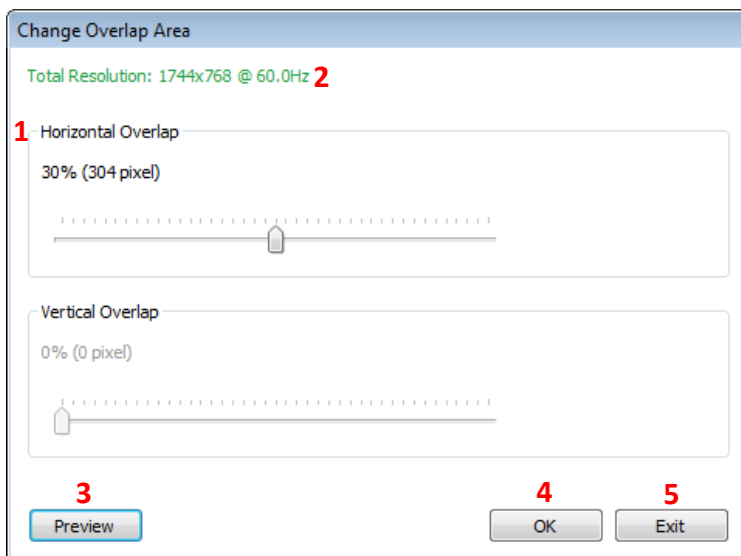 Change Overlap Area
Total Resolution: 1744x768 @ 60.0Hz 2
1 Horizontal Overlap
30% (304 pixel)
Vertical Overlap
0% (0 pixel)
3 4 5
Preview OK Exit